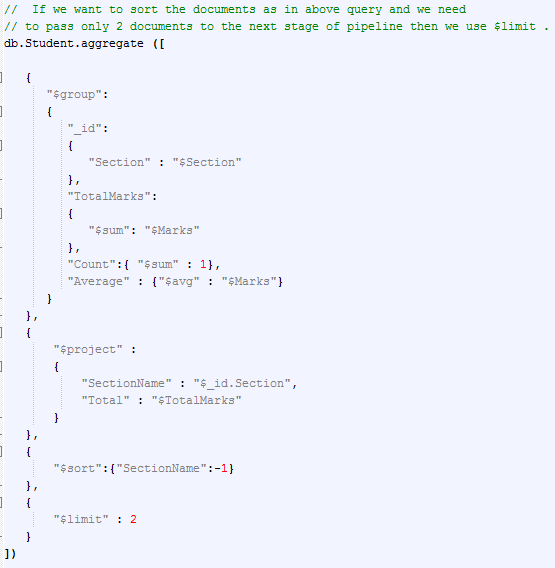 //  If we want to sort the documents as in above query and we need
// to pass only 2 documents to the next stage of pipeline then we use $limit .
db.Student.aggregate ([
{
"$group":
{
"_id":
{
"Section" : "$Section"
},
"TotalMarks":
{
"$sum": "$Marks"
},
"Count":{ "$sum" : 1},
"Average" : {"$avg" : "$Marks"}
}
},
{
"$project" :
{
"SectionName" : "$_id.Section",
"Total" : "$TotalMarks"
}
},
{
"$sort":{"SectionName":-1}
},
{
"$limit" : 2
}
])